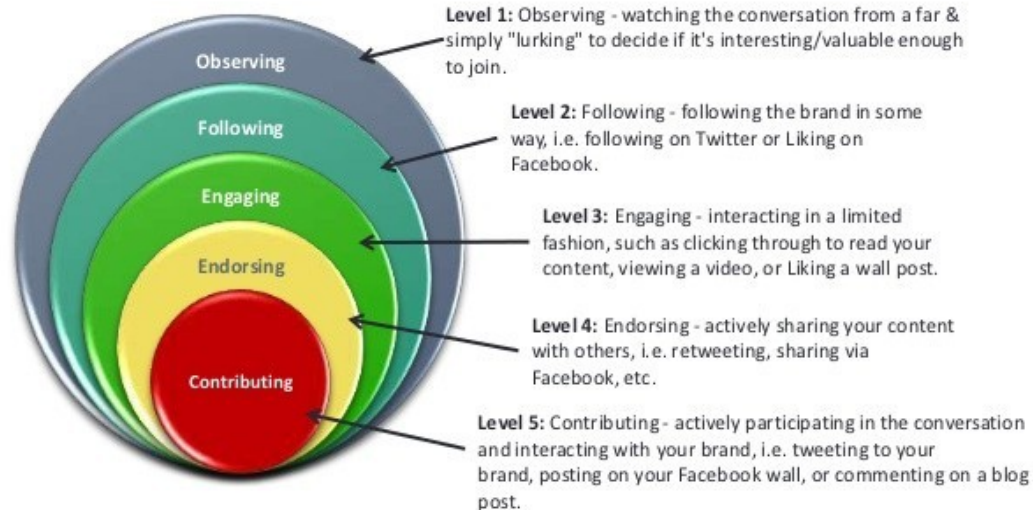 Observing
Following
Engaging
Endorsing
Contributing
Level 1: Observing - watching the conversation from a far &
simply "lurking" to decide if it's interesting/valuable enough
to join.
Level 2: Following - following the brand in some
way, i.e. following on Twitter or Liking on
Facebook.
Level 3: Engaging - interacting in a limited
fashion, such as clicking through to read your
content, viewing a video, or Liking a wall post.
Level 4: Endorsing - actively sharing your content
with others, i.e. retweeting, sharing via
Facebook, etc.
Level 5: Contributing - actively participating in the conversation
and interacting with your brand, i.e. tweeting to your
brand, posting on your Facebook wall, or commenting on a blog
post.